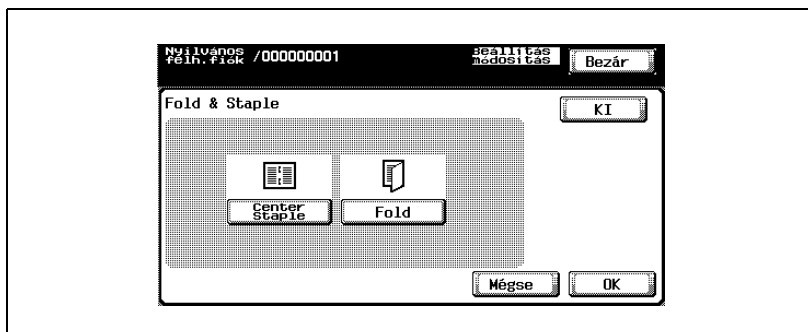 Nyilvános
felh.fiók /000000001
Beállítás
módosítás
Bezár
Fold & Staple
KI
Center
Staple
Fold
Mégse
OK